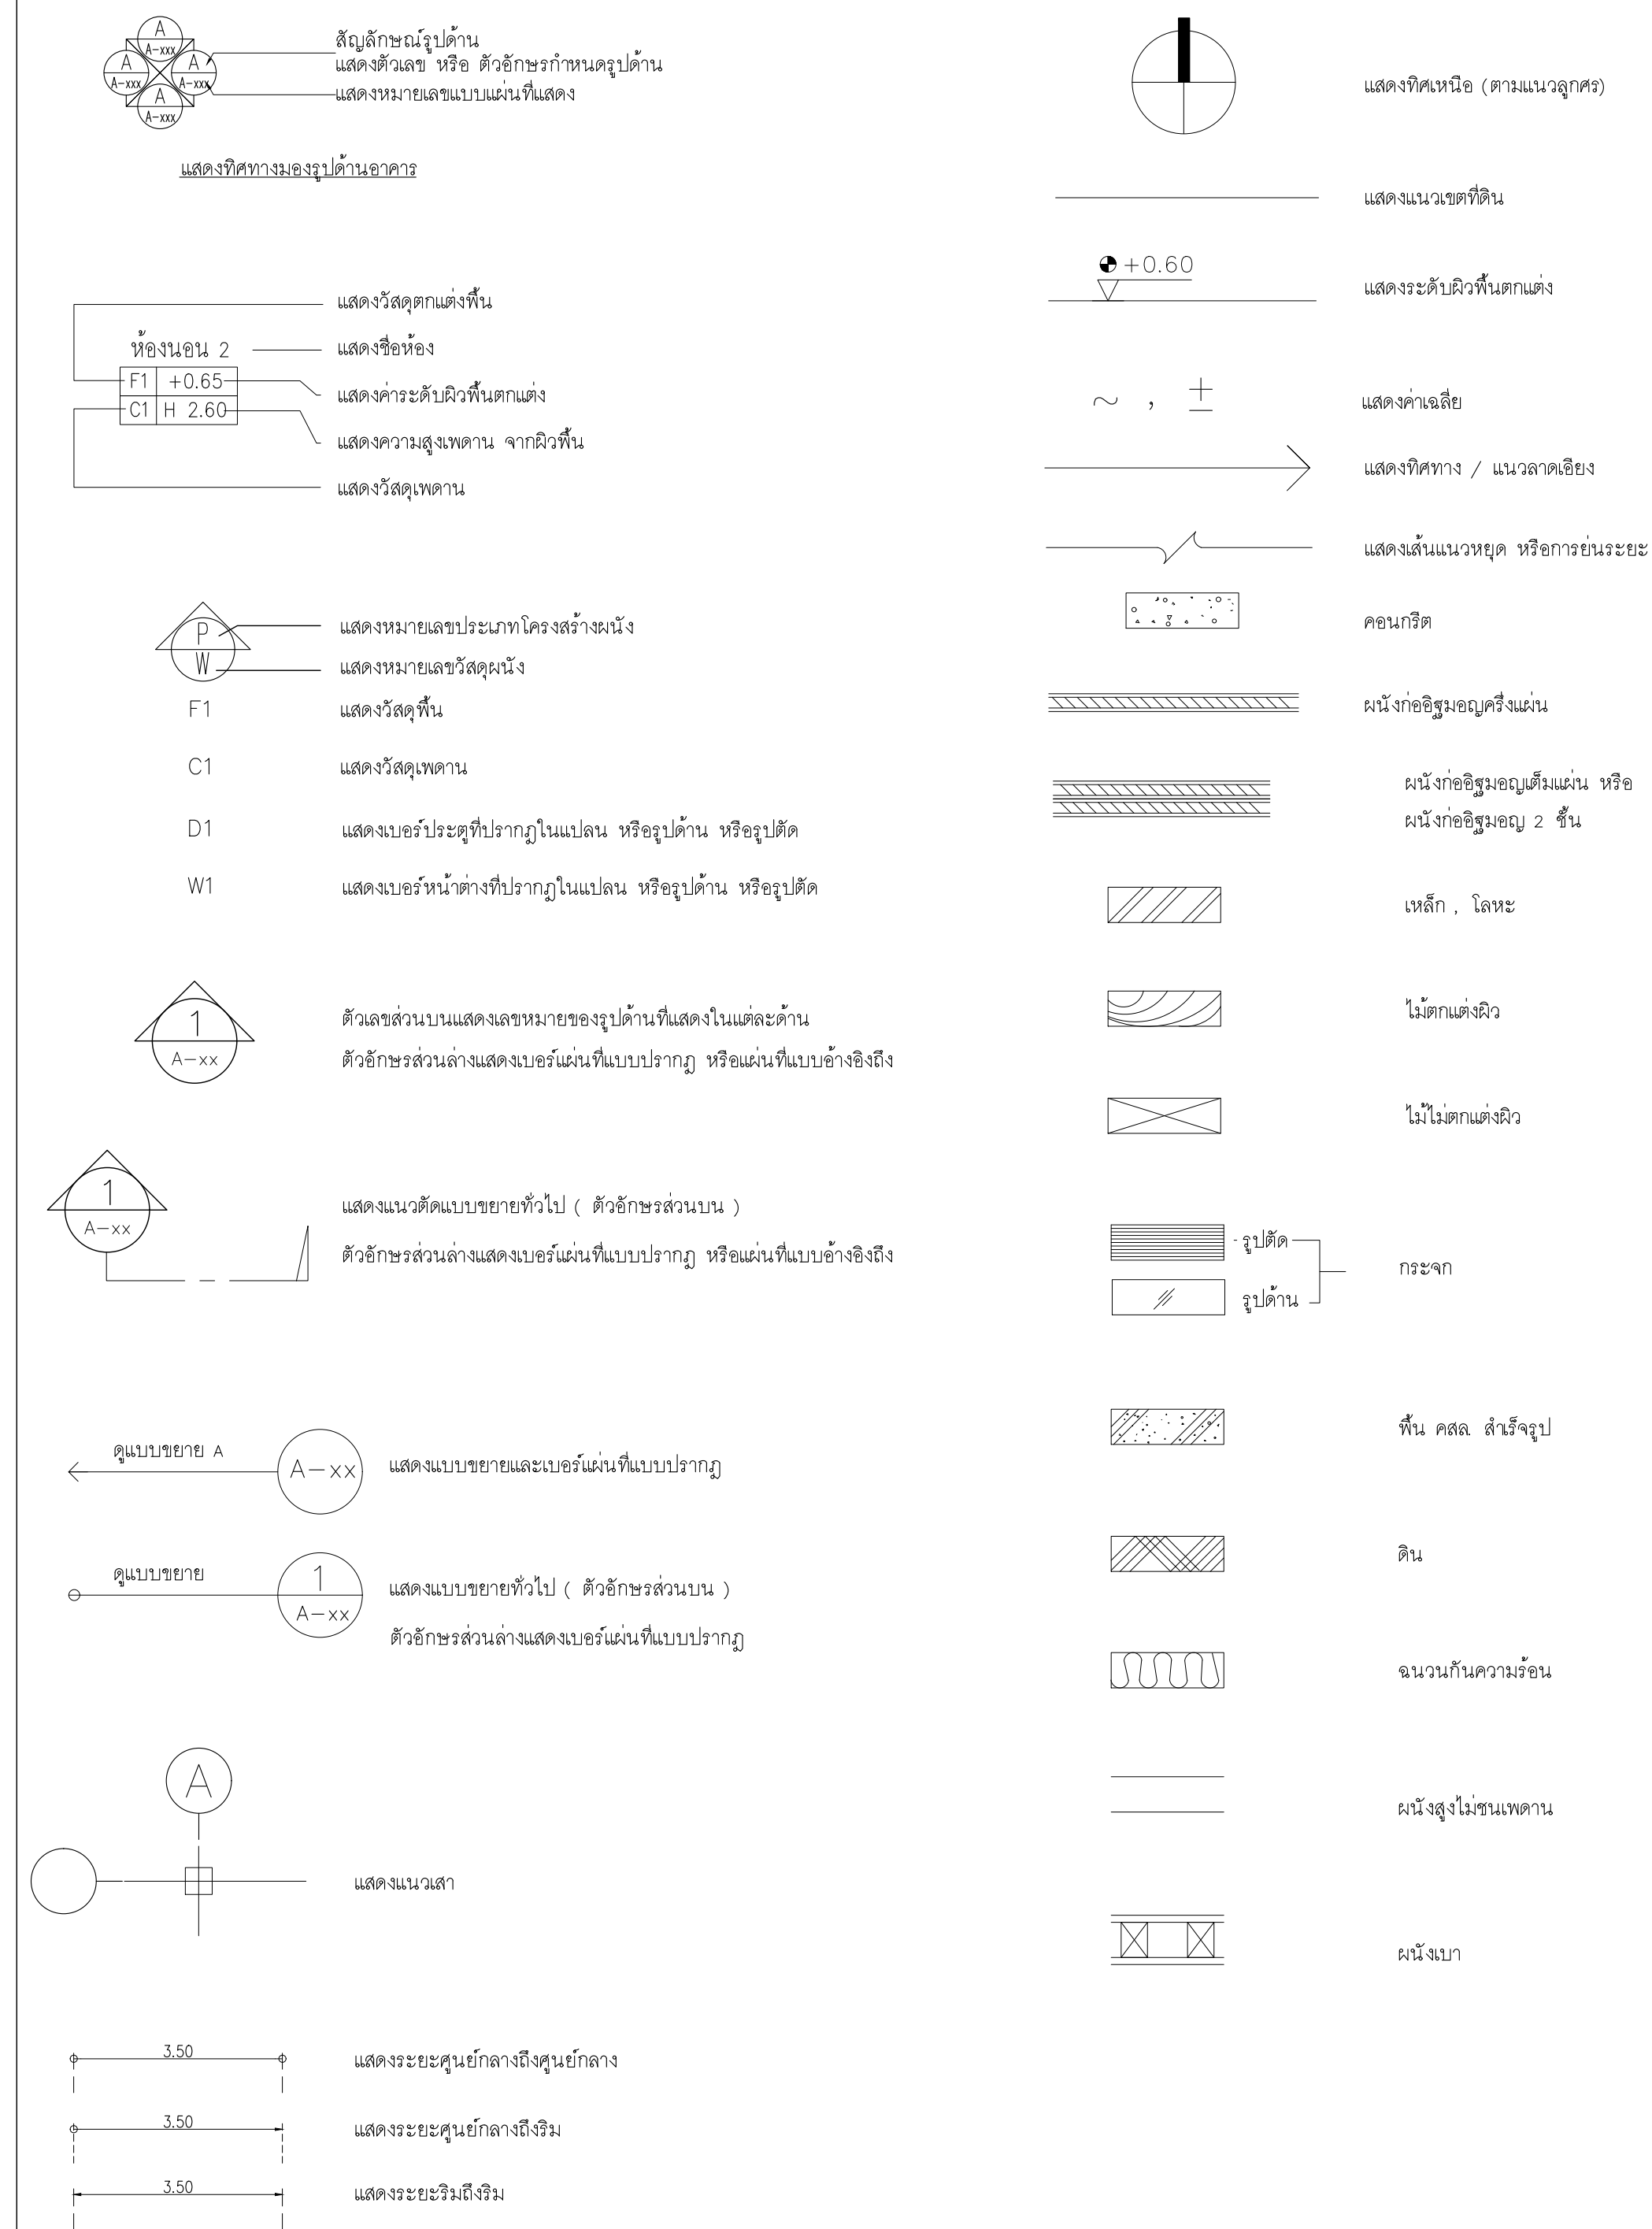 A
A-xxx
A
A-xxx
A
A-xxx
A
A-xxx
สัญลักษณ์รูปด้าน
แสดงตัวเลข หรือ ตัวอักษรกำหนดรูปด้าน
แสดงหมายเลขแบบแผ่นที่แสดง
แสดงทิศทางมองรูปด้านอาคาร
แสดงวัสดุตกแต่งพื้น
ห้องนอน 2
แสดงชื่อห้อง
F1 +0.65
แสดงค่าระดับผิวพื้นตกแต่ง
C1 H 2.60
แสดงความสูงเพดาน จากผิวพื้น
แสดงวัสดุเพดาน
P
แสดงหมายเลขประเภทโครงสร้างผนัง
W
แสดงหมายเลขวัสดุผนัง
F1
แสดงวัสดุพื้น
C1
แสดงวัสดุเพดาน
D1
แสดงเบอร์ประตูที่ปรากฎในแปลน หรือรูปด้าน หรือรูปตัด
W1
แสดงเบอร์หน้าต่างที่ปรากฎในแปลน หรือรูปด้าน หรือรูปตัด
1
A-xx
ตัวเลขส่วนบนแสดงเลขหมายของรูปด้านที่แสดงในแต่ละด้าน
ตัวอักษรส่วนล่างแสดงเบอร์แผ่นที่แบบปรากฎ หรือแผ่นที่แบบอ้างอิงถึง
1
A-xx
แสดงแนวตัดแบบขยายทั่วไป ( ตัวอักษรส่วนบน )
ตัวอักษรส่วนล่างแสดงเบอร์แผ่นที่แบบปรากฎ หรือแผ่นที่แบบอ้างอิงถึง
ดูแบบขยาย A
A-xx
แสดงแบบขยายและเบอร์แผ่นที่แบบปรากฎ
ดูแบบขยาย
1
A-xx
แสดงแบบขยายทั่วไป ( ตัวอักษรส่วนบน )
ตัวอักษรส่วนล่างแสดงเบอร์แผ่นที่แบบปรากฎ
A
แสดงแนวเสา
3.50
แสดงระยะศูนย์กลางถึงศูนย์กลาง
3.50
แสดงระยะศูนย์กลางถึงริม
3.50
แสดงระยะริมถึงริม
แสดงทิศเหนือ (ตามแนวลูกศร)
แสดงแนวเขตที่ดิน
+0.60
แสดงระดับผิวพื้นตกแต่ง
~ , ±
แสดงค่าเฉลี่ย
แสดงทิศทาง / แนวลาดเอียง
แสดงเส้นแนวหยุด หรือการย่นระยะ
คอนกรีต
ผนังก่ออิฐมอญครึ่งแผ่น
ผนังก่ออิฐมอญเต็มแผ่น หรือ
ผนังก่ออิฐมอญ 2 ชั้น
เหล็ก , โลหะ
ไม้ตกแต่งผิว
ไม้ไม่ตกแต่งผิว
รูปตัด
กระจก
รูปด้าน
พื้น คสล. สำเร็จรูป
ดิน
ฉนวนกันความร้อน
ผนังสูงไม่ชนเพดาน
ผนังเบา